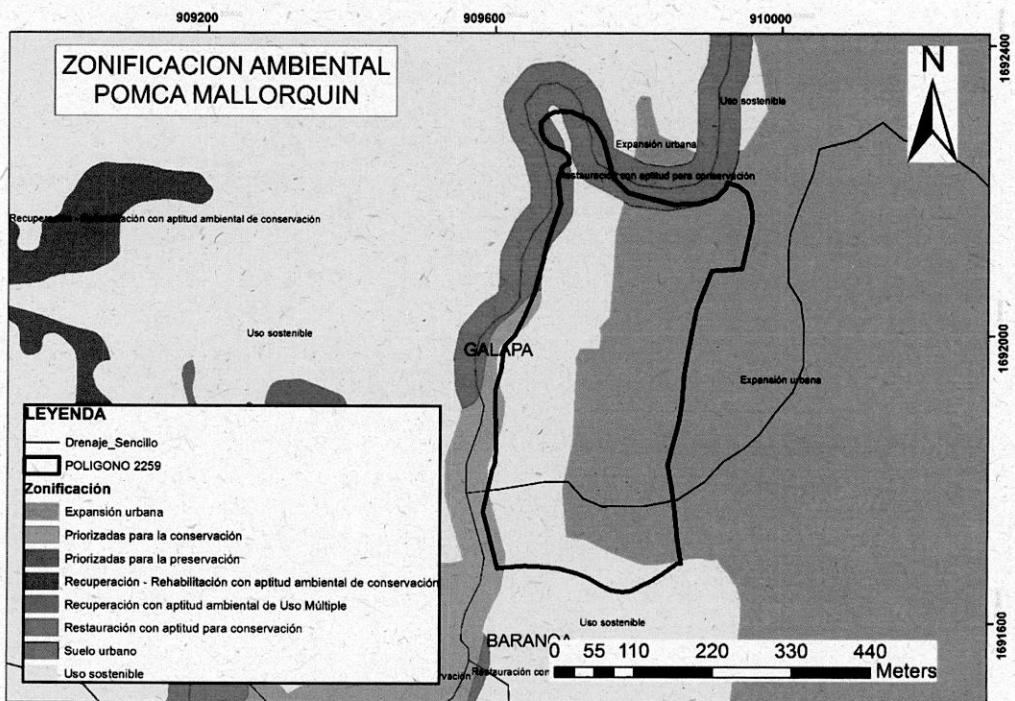 909200
909600
910000
ZONIFICACION AMBIENTAL
POMCA MALLORQUIN
N
1692400
Uso sostenible
Expansión urbana
Restauración con aptitud para conservación
Recuperación - Rehabilitación con aptitud ambiental de conservación
Uso sostenible
GALAPA
1692000
Expansión urbana
LEYENDA
Drenaje_Sencillo
POLIGONO 2259
Zonificación
Expansión urbana
Priorizadas para la conservación
Priorizadas para la preservación
Recuperación - Rehabilitación con aptitud ambiental de conservación
Recuperación con aptitud ambiental de Uso Múltiple
Restauración con aptitud para conservación
Suelo urbano
Uso sostenible
Uso sostenible
1691600
BARANOA
0 55 110 220 330 440
Meters
Restauración con